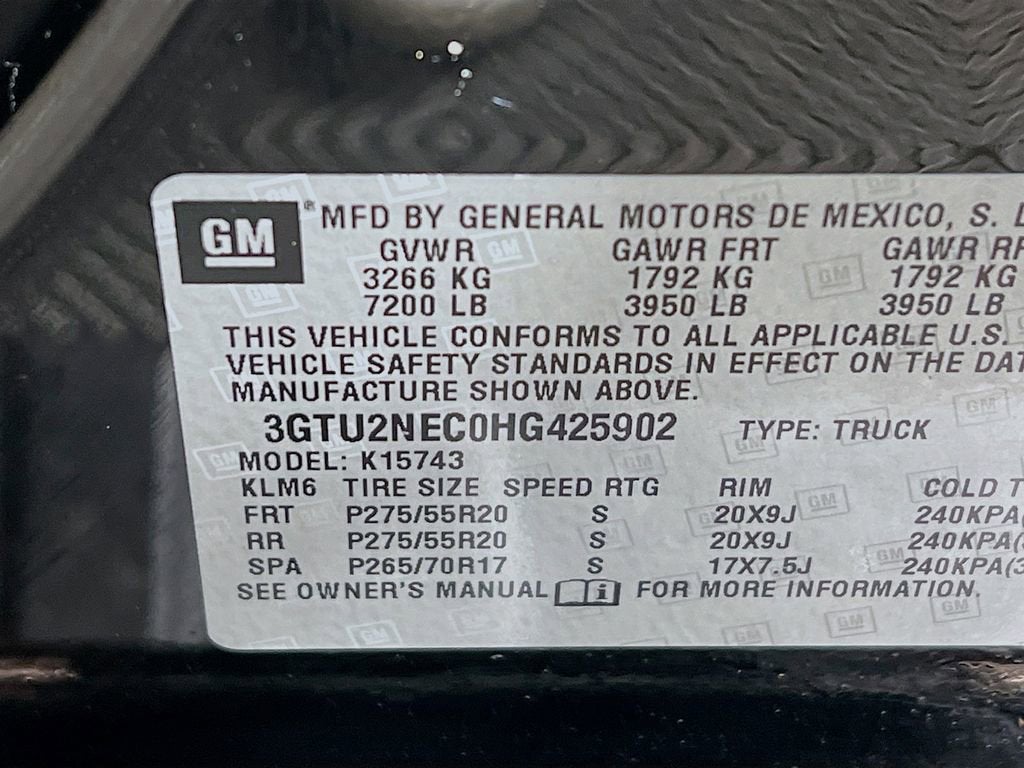 GM ® MFD BY GENERAL MOTORS DE MEXICO, S.
GVWR GAWR FRT GAWR
3266 KG 1792 KG 1792 KG
7200 LB 3950 LB 3950 LB
THIS VEHICLE CONFORMS TO ALL APPLICABLE U.S.
VEHICLE SAFETY STANDARDS IN EFFECT ON THE
MANUFACTURE SHOWN ABOVE.
3GTU2NEC0HG425902 TYPE: TRUCK
MODEL: K15743
KLM6 TIRE SIZE SPEED RTG RIM COLD
FRT P275/55R20 S 20X9J 240KPA(
RR P275/55R20 S 20X9J 240KPA(3
SPA P265/70R17 S 17X7.5J 240KPA(3
SEE OWNER'S MANUAL FOR MORE INFORMATION.